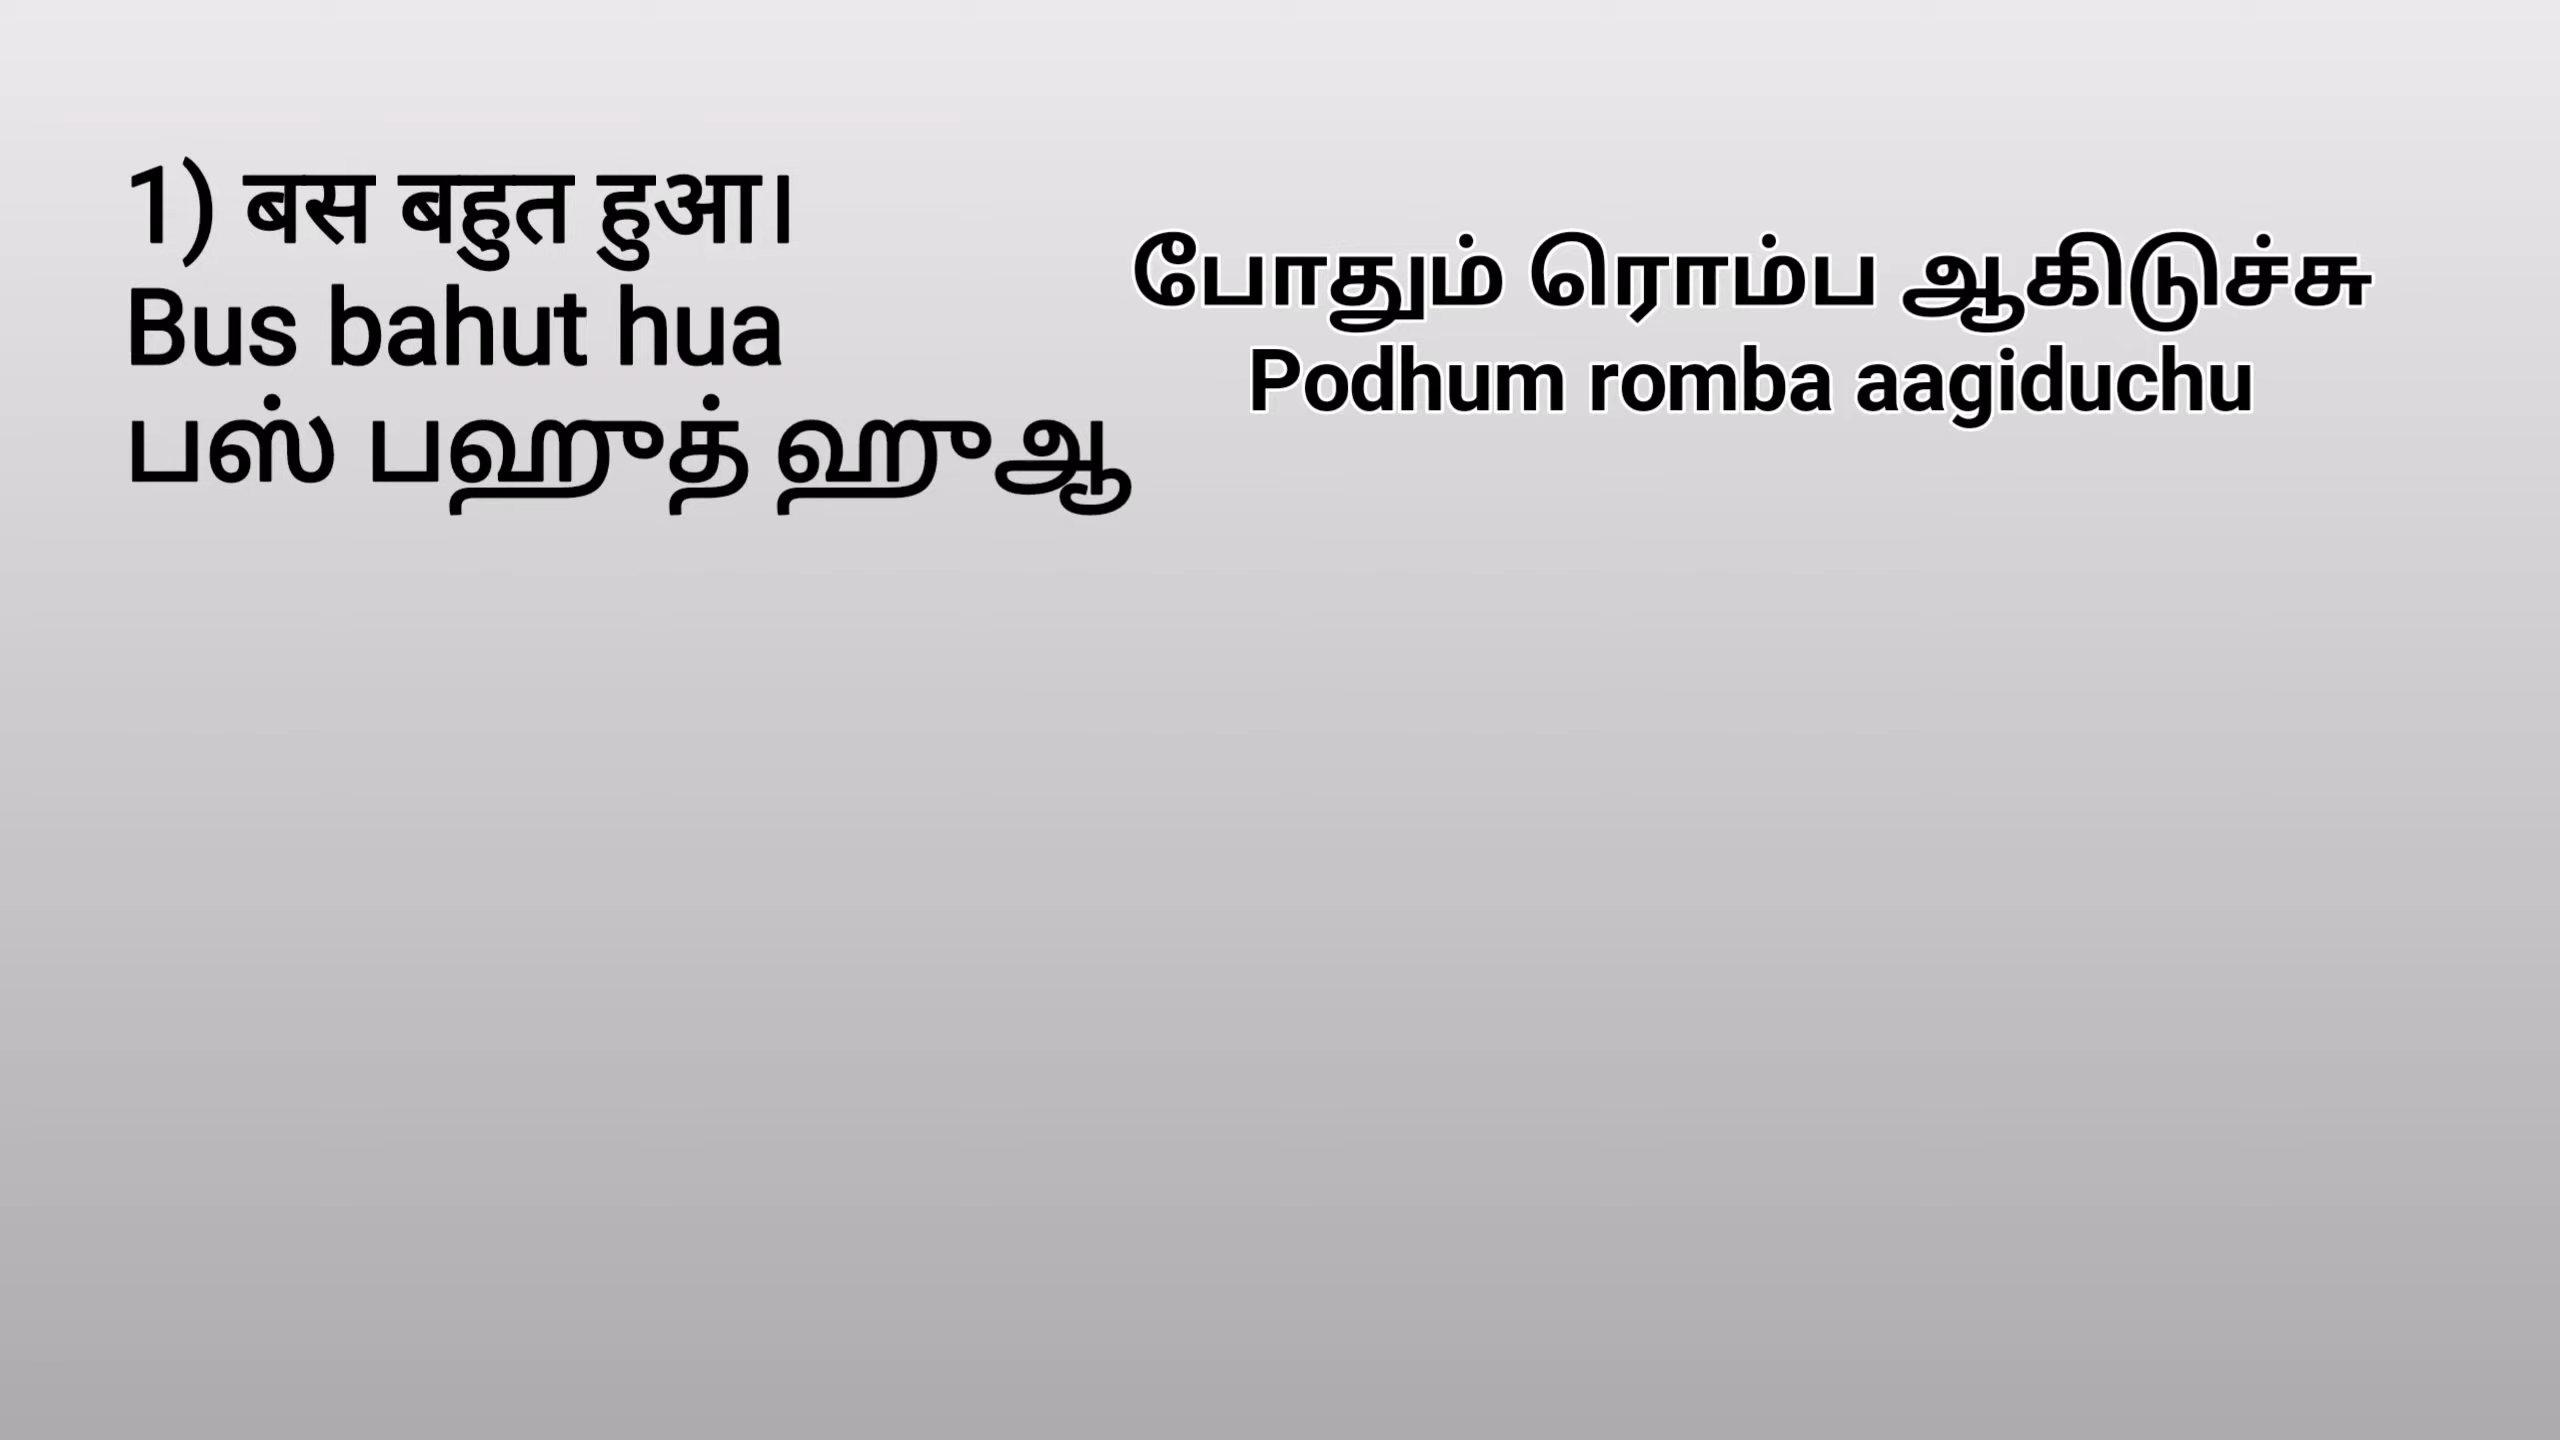 1) बस बहुत हुआ।
Bus bahut hua
பஸ் பஹுத் ஹுஆ
போதும் ரொம்ப ஆகிடுச்சு
Podhum romba aagiduchu